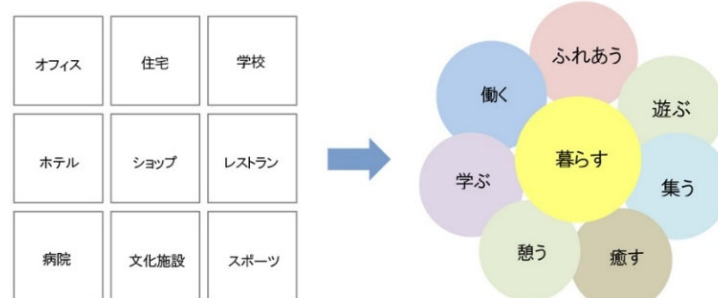 オフィス
住宅
学校
ホテル
ショップ
レストラン
病院
文化施設
スポーツ
ふれあう
働く
遊ぶ
暮らす
学ぶ
集う
憩う
癒す